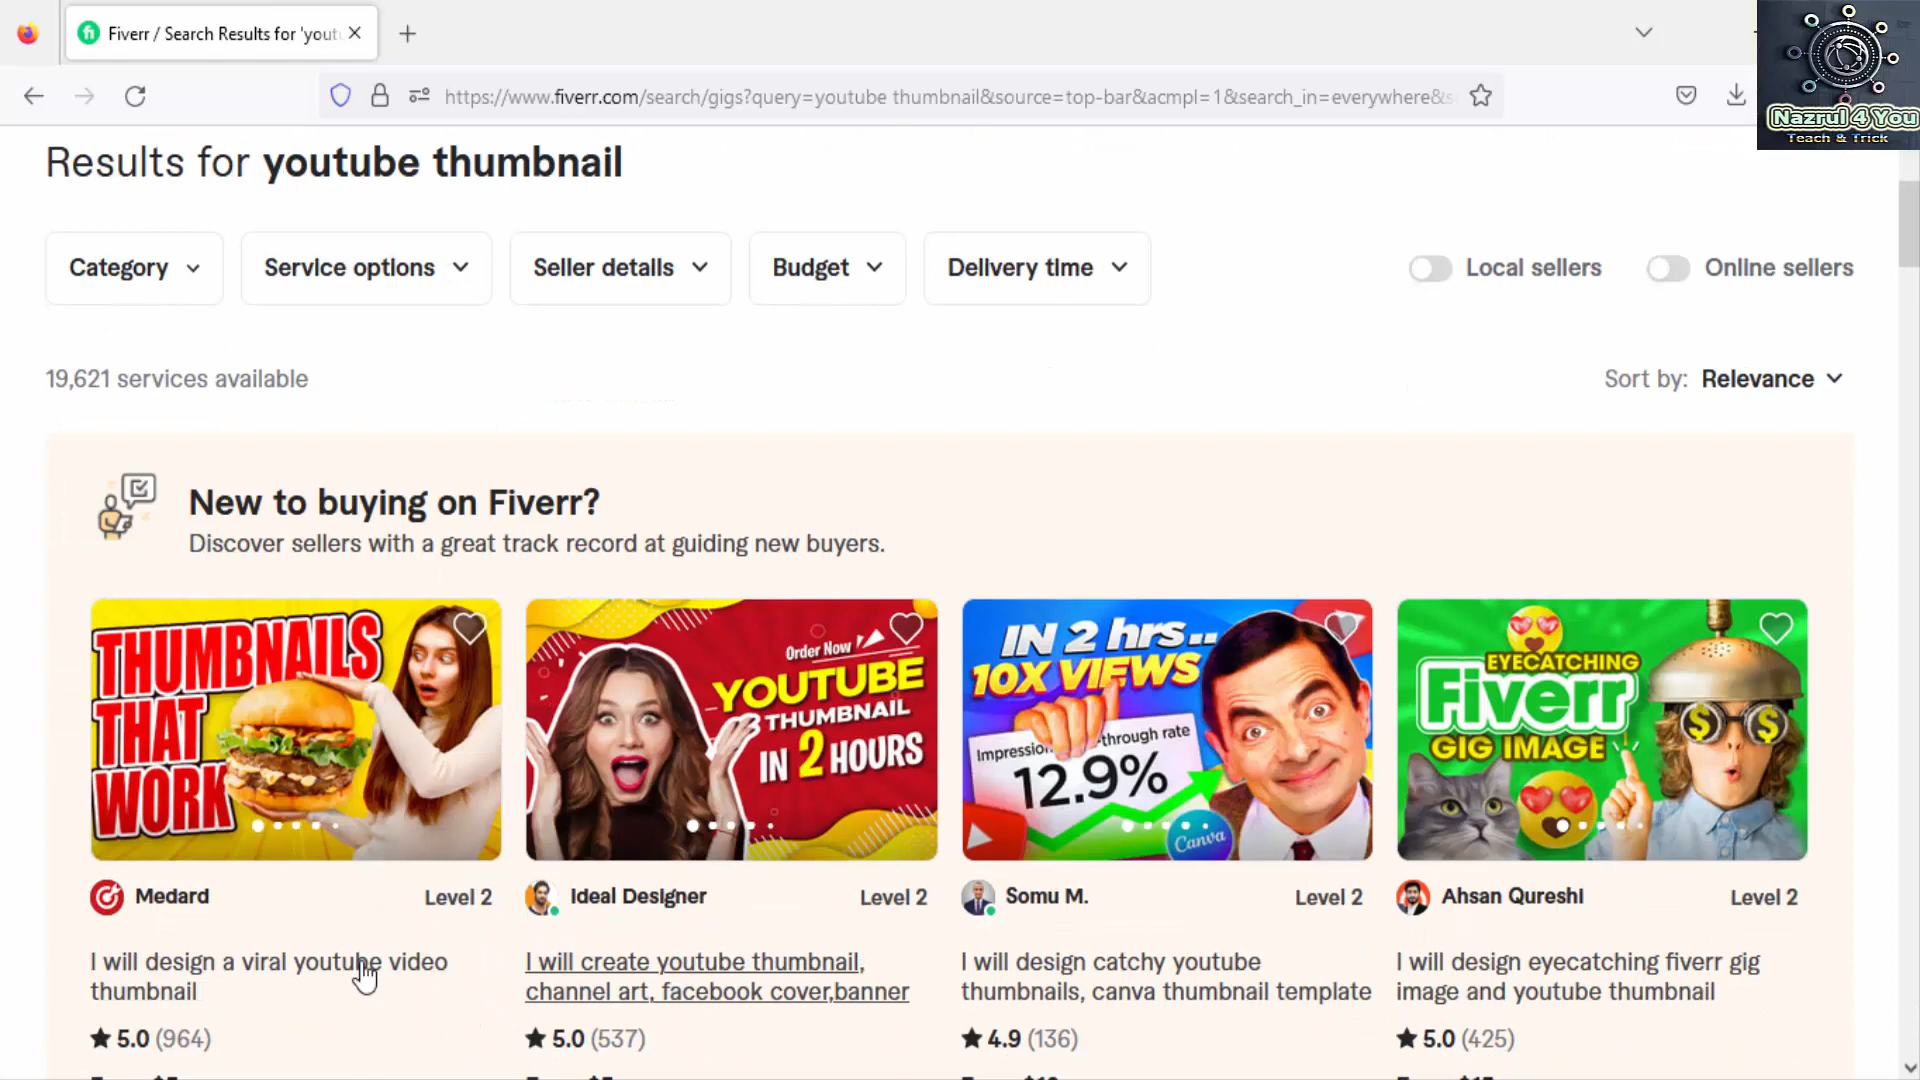 Fiverr / Search Results for 'yout
https://www.fiverr.com/search/gigs?query=youtube thumbnail&source=top-bar&acmpl=1&search_in=everywhere&s
Nazrul 4 You
Teach & Trick
Results for youtube thumbnail
Category
Service options
Seller details
Budget
Delivery time
Local sellers
Online sellers
19,621 services available
Sort by: Relevance
New to buying on Fiverr?
Discover sellers with a great track record at guiding new buyers.
THUMBNAILS
THAT
WORK
Order Now
YOUTUBE
THUMBNAIL
IN 2 HOURS
IN 2 hrs..
10X VIEWS
Impression
through rate
12.9%
Canva
EYECATCHING
Fiverr
GIG IMAGE
$ $
Medard
Level 2
I will design a viral youtube video
thumbnail
5.0 (964)
Ideal Designer
Level 2
I will create youtube thumbnail,
channel art, facebook cover,banner
5.0 (537)
Somu M.
Level 2
I will design catchy youtube
thumbnails, canva thumbnail template
4.9 (136)
Ahsan Qureshi
Level 2
I will design eyecatching fiverr gig
image and youtube thumbnail
5.0 (425)